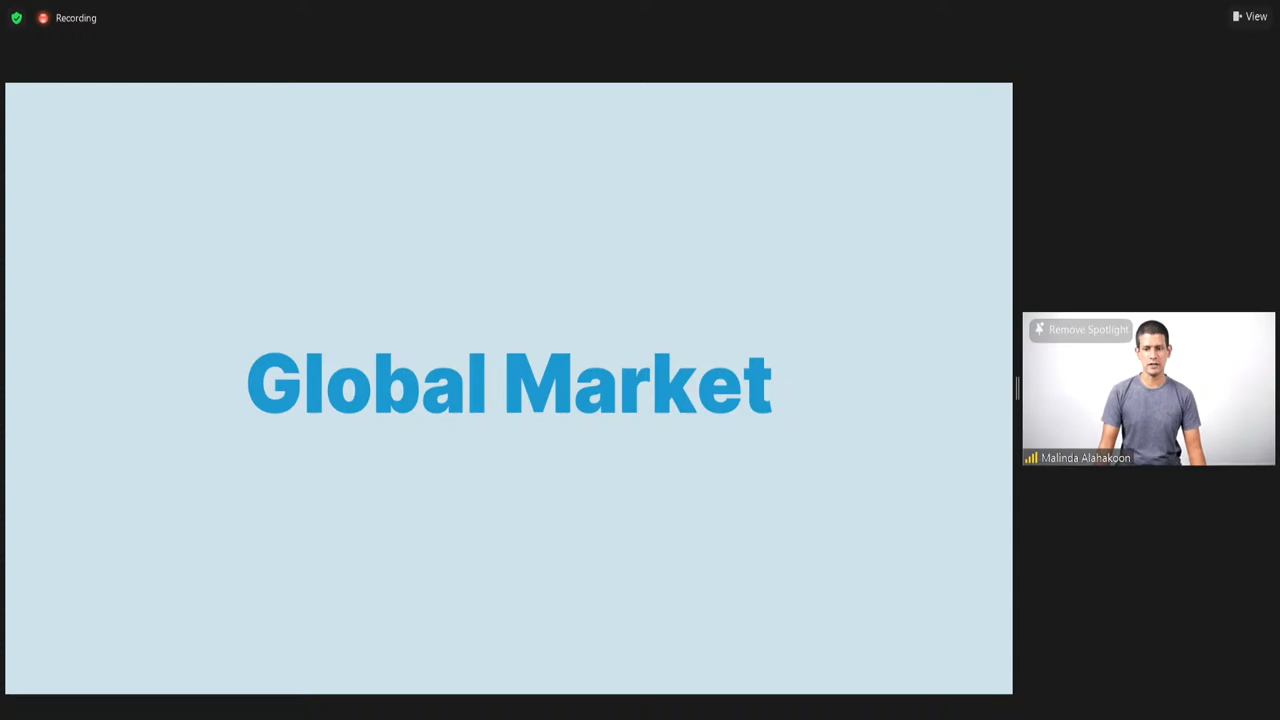 Recording
View
Global Market
Remove Spotlight
Malinda Alahakoon